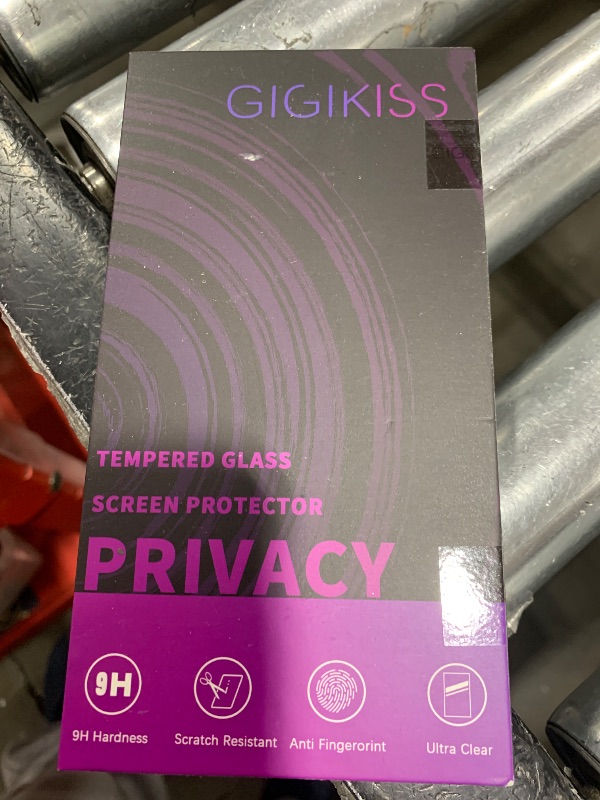 GIGIKISS
TEMPERED GLASS
SCREEN PROTECTOR
PRIVACY
9H
9H Hardness
Scratch Resistant
Anti Fingerorint
Ultra Clear